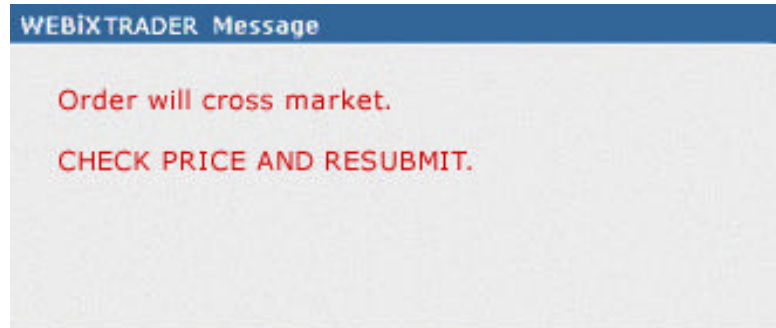 WEBiXTRADER Message
Order will cross market.
CHECK PRICE AND RESUBMIT.